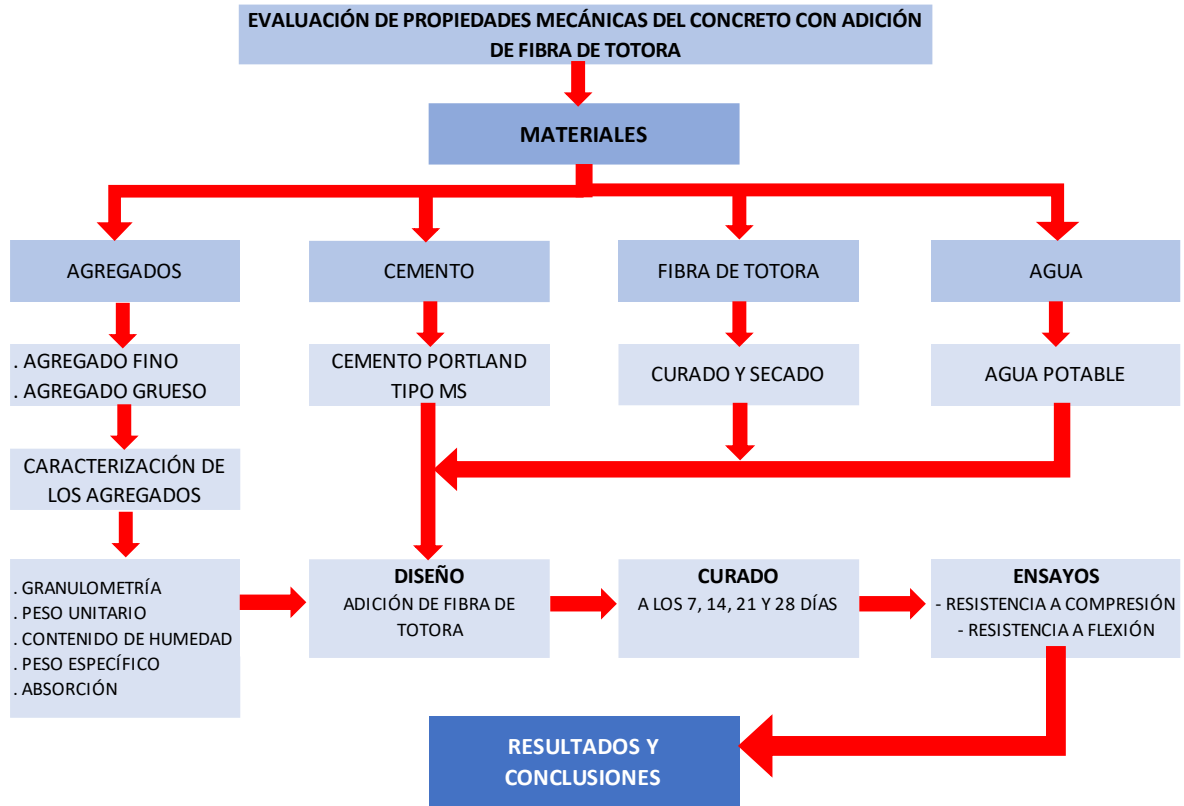 EVALUACIÓN DE PROPIEDADES MECÁNICAS DEL CONCRETO CON ADICIÓN
DE FIBRA DE TOTORA
MATERIALES
AGREGADOS
CEMENTO
FIBRA DE TOTORA
AGUA
. AGREGADO FINO
. AGREGADO GRUESO
CEMENTO PORTLAND
TIPO MS
CURADO Y SECADO
AGUA POTABLE
CARACTERIZACIÓN DE
LOS AGREGADOS
. GRANULOMETRÍA
. PESO UNITARIO
. CONTENIDO DE HUMEDAD
. PESO ESPECÍFICO
. ABSORCIÓN
DISEÑO
ADICIÓN DE FIBRA DE
TOTORA
CURADO
A LOS 7, 14, 21 Y 28 DÍAS
ENSAYOS
- RESISTENCIA A COMPRESIÓN
- RESISTENCIA A FLEXIÓN
RESULTADOS Y
CONCLUSIONES